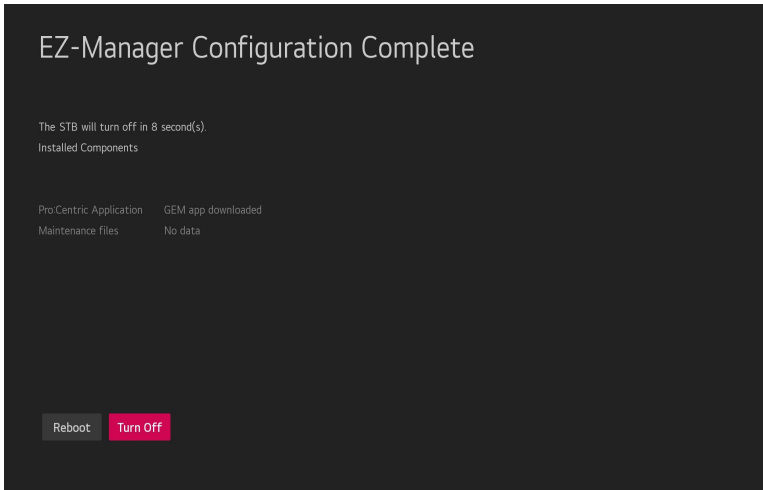 EZ-Manager Configuration Complete
The STB will turn off in 8 second(s).
Installed Components
Pro:Centric Application GEM app downloaded
Maintenance files No data
Reboot Turn Off